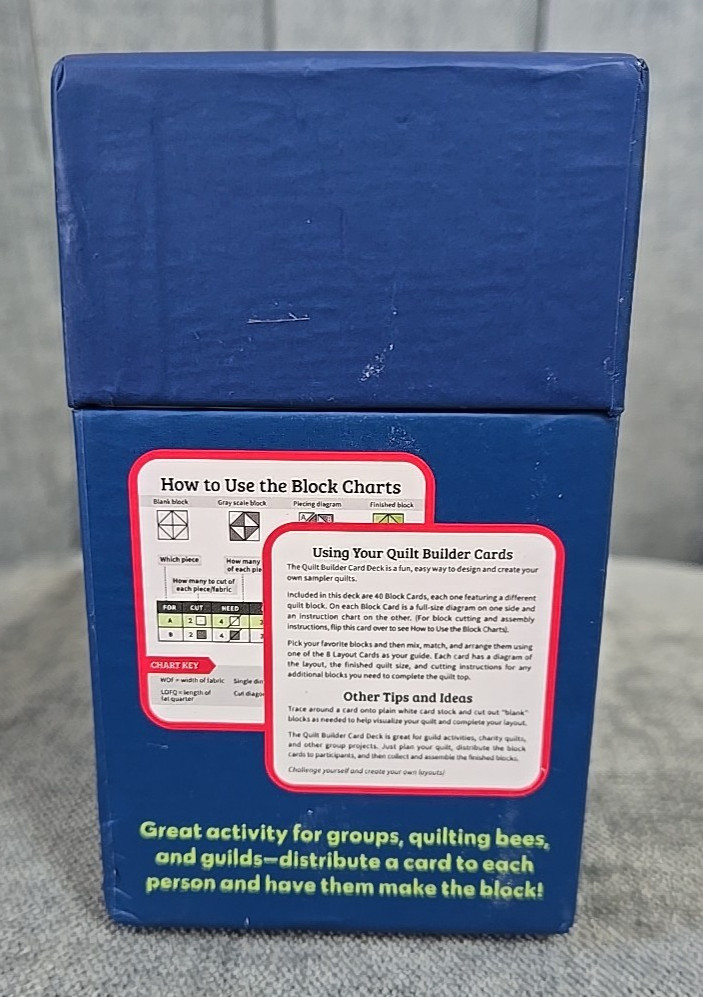 How to Use the Block Charts
Blank block Gray scale block Piecing diagram Finished block
A B
Which piece How many
of each pie
How many to cut of
each piece/fabric
FOR CUT NEED
A 2 4
B 2 4
CHART KEY
WOF = width of fabric Single dir
LOFQ = length of Cut diago
fat quarter
Using Your Quilt Builder Cards
The Quilt Builder Card Deck is a fun, easy way to design and create your
own sampler quilts.
Included in this deck are 40 Block Cards, each one featuring a different
quilt block. On each Block Card is a full-size diagram on one side and
an instruction chart on the other. (For block cutting and assembly
instructions, flip this card over to see How to Use the Block Charts).
Pick your favorite blocks and then mix, match, and arrange them using
one of the 8 Layout Cards as your guide. Each card has a diagram of
the layout, the finished quilt size, and cutting instructions for any
additional blocks you need to complete the quilt top.
Other Tips and Ideas
Trace around a card onto plain white card stock and cut out "blank"
blocks as needed to help visualize your quilt and complete your layout.
The Quilt Builder Card Deck is great for guild activities, charity quilts,
and other group projects. Just plan your quilt, distribute the block
cards to participants, and then collect and assemble the finished blocks.
Challenge yourself and create your own layouts!
Great activity for groups, quilting bees,
and guilds—distribute a card to each
person and have them make the block!